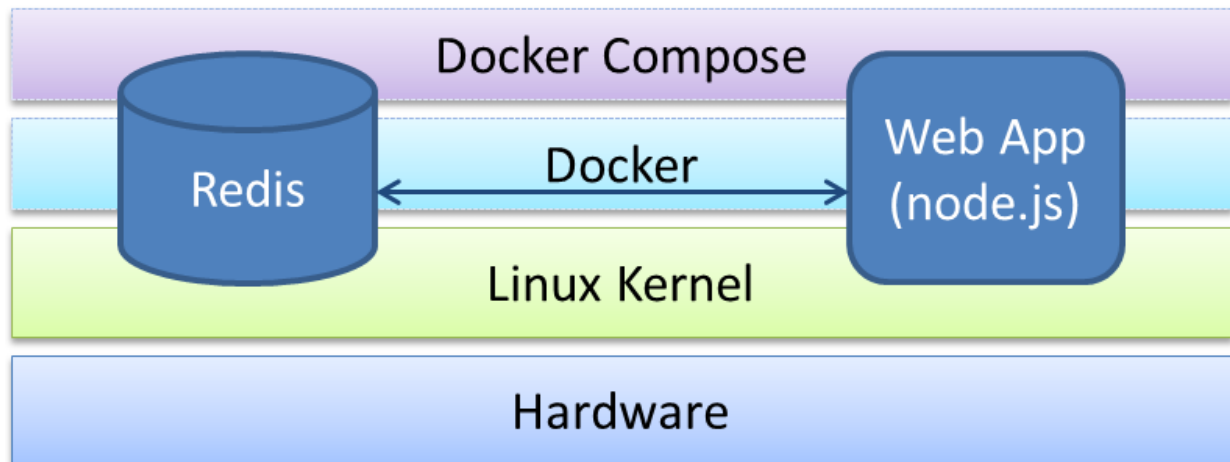 Docker Compose
Web App
(node.js)
Docker
Redis
Linux Kernel
Hardware